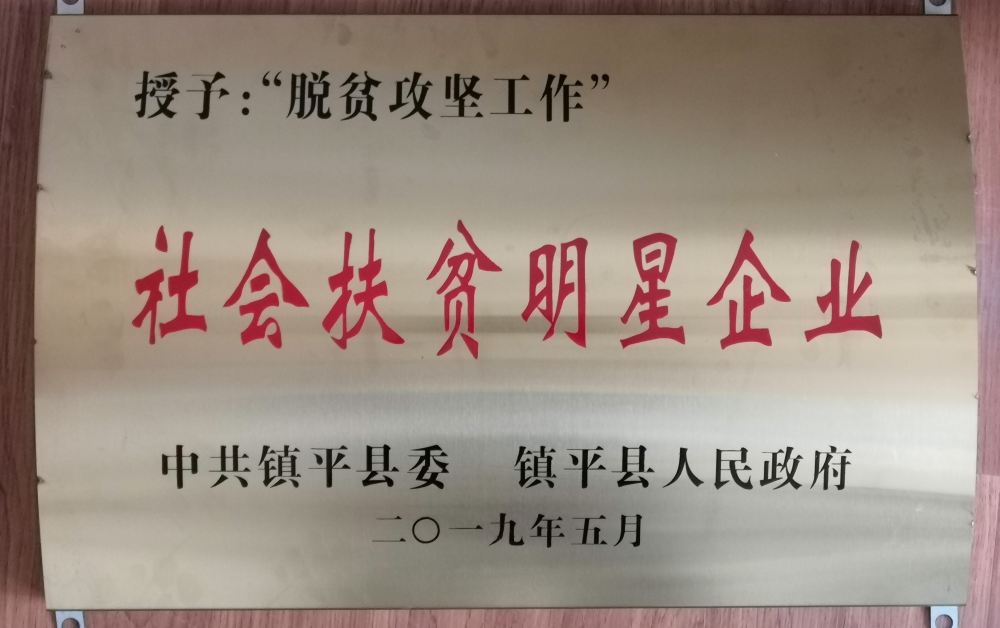 授予:“脱贫攻坚工作”
社会扶贫明星企业
中共镇平县委 镇平县人民政府
二〇一九年五月